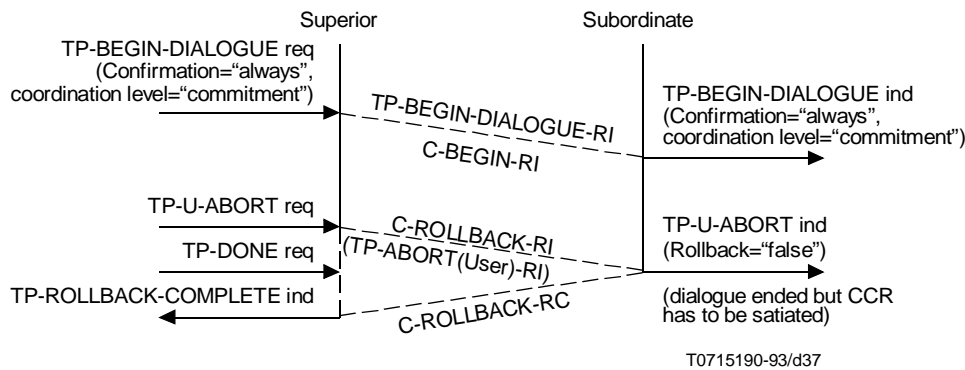 Superior
Subordinate
TP-BEGIN-DIALOGUE req
(Confirmation=“always”,
coordination level=“commitment”)
TP-BEGIN-DIALOGUE-RI
C-BEGIN-RI
TP-BEGIN-DIALOGUE ind
(Confirmation=“always”,
coordination level=“commitment”)
TP-U-ABORT req
TP-DONE req
TP-ROLLBACK-COMPLETE ind
C-ROLLBACK-RI
(TP-ABORT(User)-RI)
C-ROLLBACK-RC
TP-U-ABORT ind
(Rollback=“false”)
(dialogue ended but CCR
has to be satiated)
T0715190-93/d37